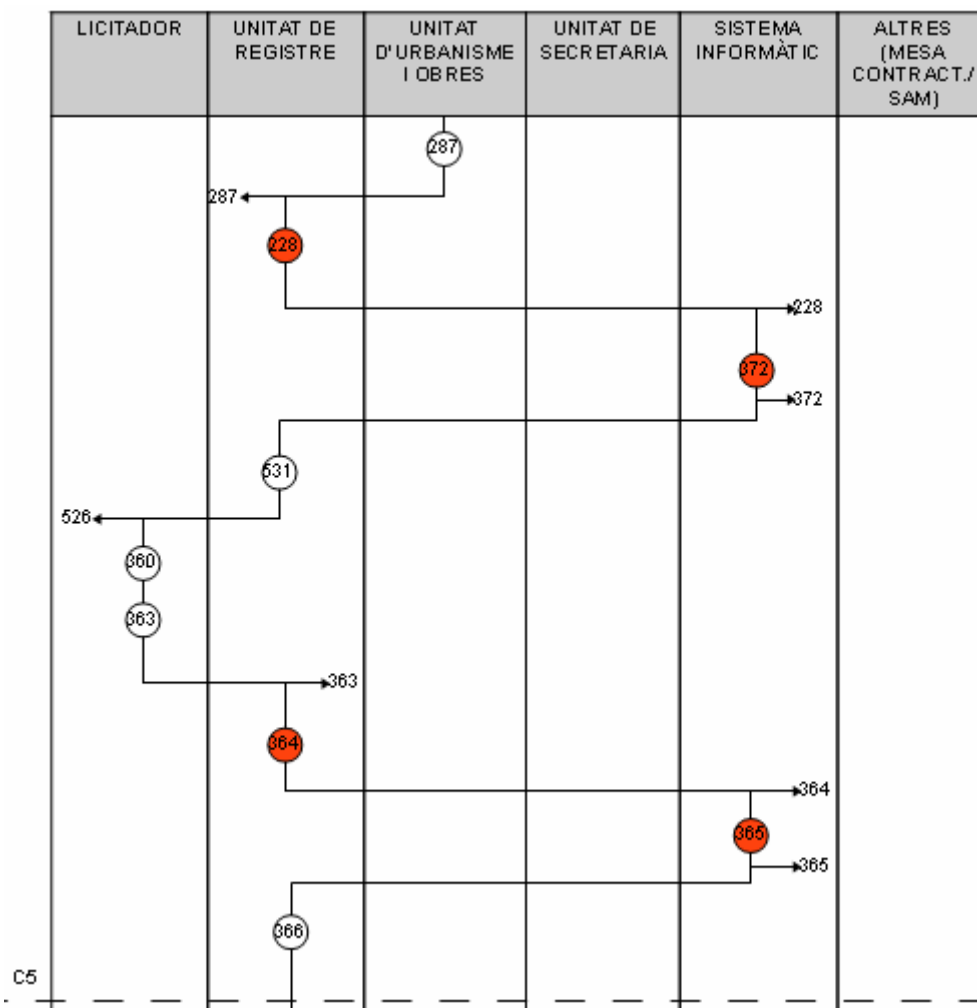 LICITADOR
UNITAT DE
REGISTRE
UNITAT
D'URBANISME
I OBRES
UNITAT DE
SECRETARIA
SISTEMA
INFORMÀTIC
ALTRES
(MESA
CONTRACT./
SAM)
287
287
228
228
372
372
531
526
360
363
363
364
364
365
365
366
C5